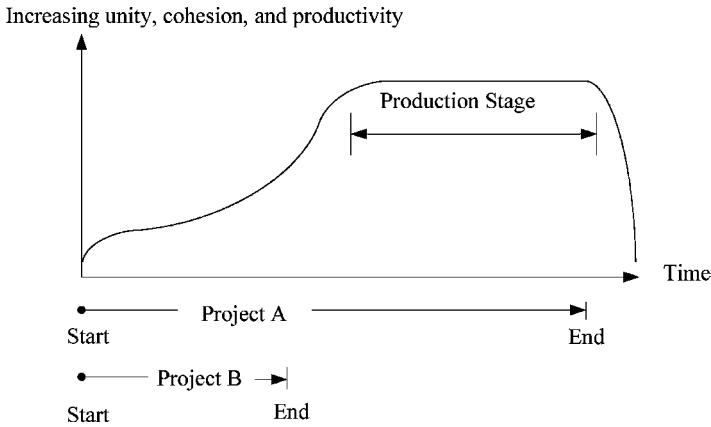 Increasing unity, cohesion, and productivity
Production Stage
Time
Project A
Start
End
Project B
Start
End